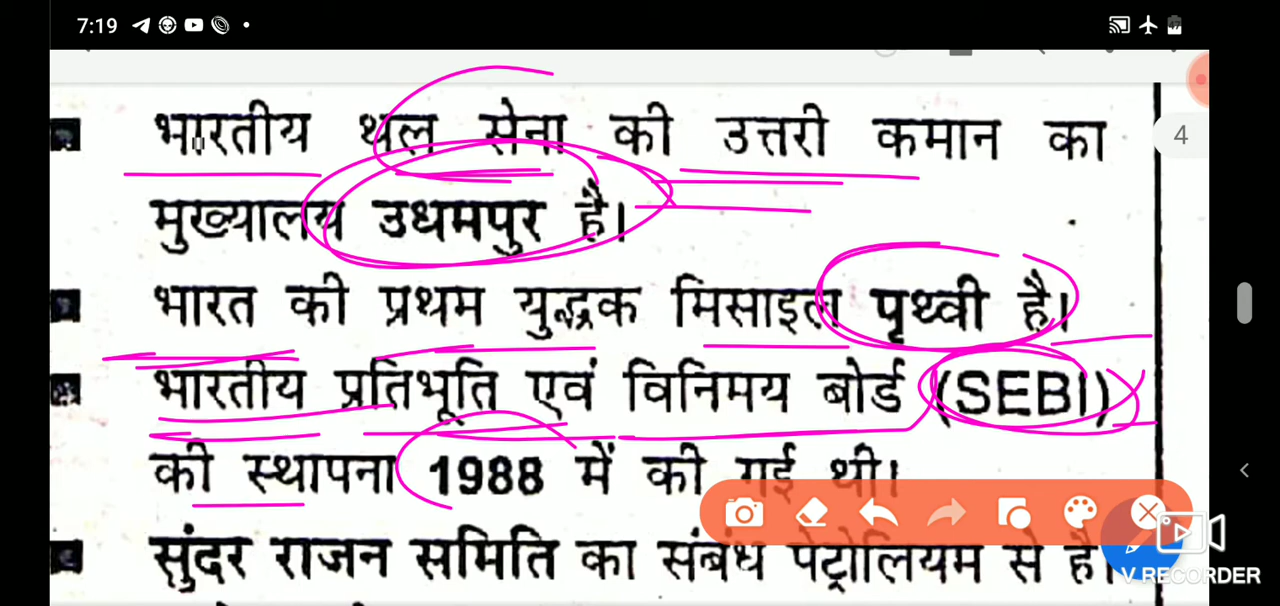 7:19
भारतीय थल सेना की उत्तरी कमान का
4
मुख्यालय उधमपुर है।
भारत की प्रथम युद्धक मिसाइल पृथ्वी है।
भारतीय प्रतिभूति एवं विनिमय बोर्ड (SEBI)
की स्थापना 1988 में की गई थी।
सुंदर राजन समिति का संबंध पेट्रोलियम से है।
V RECORDER